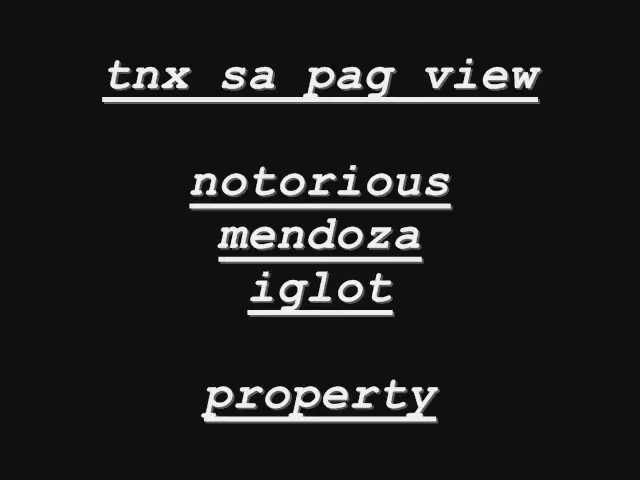 tnx sa pag view
notorious
mendoza
iglot
property